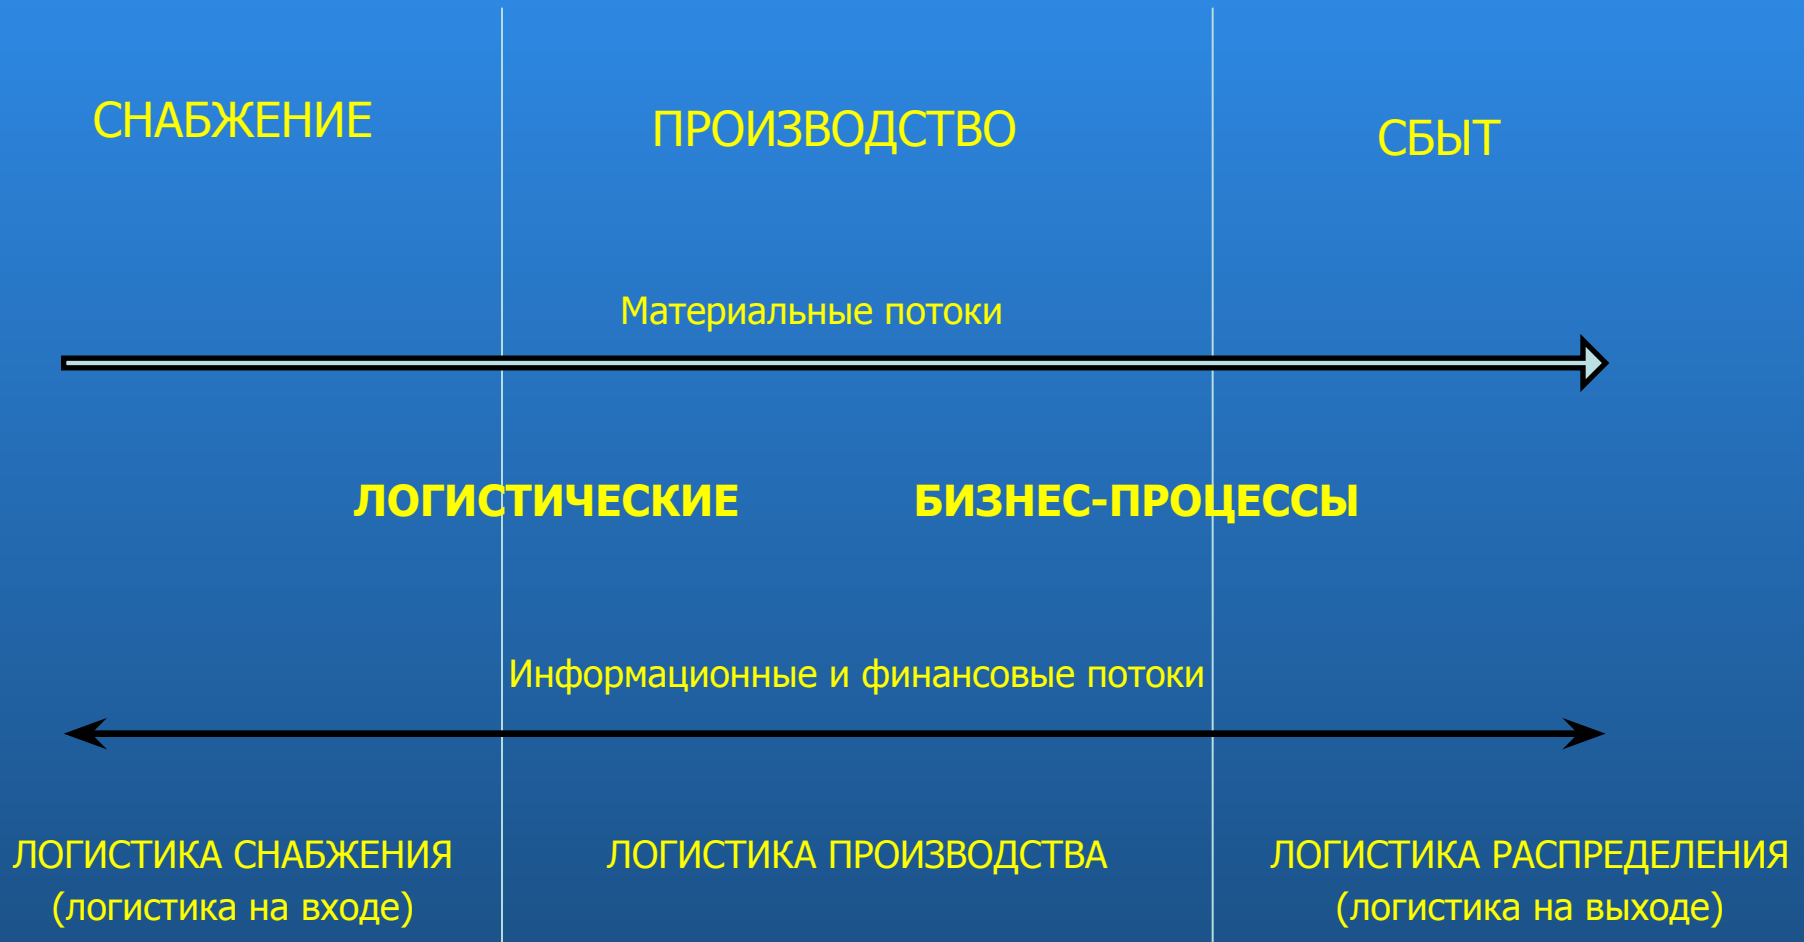 СНАБЖЕНИЕ
ПРОИЗВОДСТВО
СБЫТ
Материальные потоки
ЛОГИСТИЧЕСКИЕ БИЗНЕС-ПРОЦЕССЫ
Информационные и финансовые потоки
ЛОГИСТИКА СНАБЖЕНИЯ
(логистика на входе)
ЛОГИСТИКА ПРОИЗВОДСТВА
ЛОГИСТИКА РАСПРЕДЕЛЕНИЯ
(логистика на выходе)